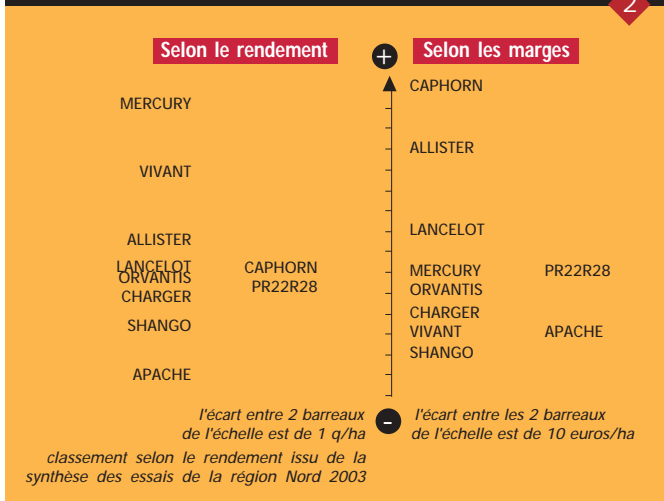 2
Selon le rendement
+
Selon les marges
CAPHORN
MERCURY
ALLISTER
VIVANT
LANCELOT
ALLISTER
LANCELOT CAPHORN
MERCURY PR22R28
ORVANTIS
PR22R28
ORVANTIS
CHARGER
CHARGER
SHANGO
VIVANT APACHE
SHANGO
APACHE
l'écart entre 2 barreaux
de l'échelle est de 1 q/ha
-
l'écart entre les 2 barreaux
de l'échelle est de 10 euros/ha
classement selon le rendement issu de la
synthèse des essais de la région Nord 2003